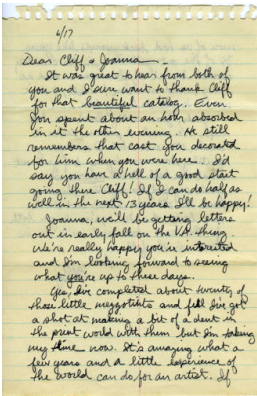 6/17
Dear Cliff & Joanna —
It was great to hear from both of
you and I sure want to thank Cliff
for that beautiful catalog. Even
Jon spent about an hour absorbed
in it the other evening. He still
remembers that cast you decorated
for him when you were here. I'd
say you have a hell of a good start
going there Cliff! If I can do half as
well in the next 13 years I'll be happy!
Joanna, we'll be getting letters
out in early fall on the V.A. thing.
We're really happy you're interested
and I'm looking forward to seeing
what you're up to these days.
Yes, I've completed about twenty of
those little mezzotints and feel I've got
a shot at making a bit of a dent in
the print world with them but I'm taking
my time now. It's amazing what a
few years and a little experience of
the world can do for an artist. If